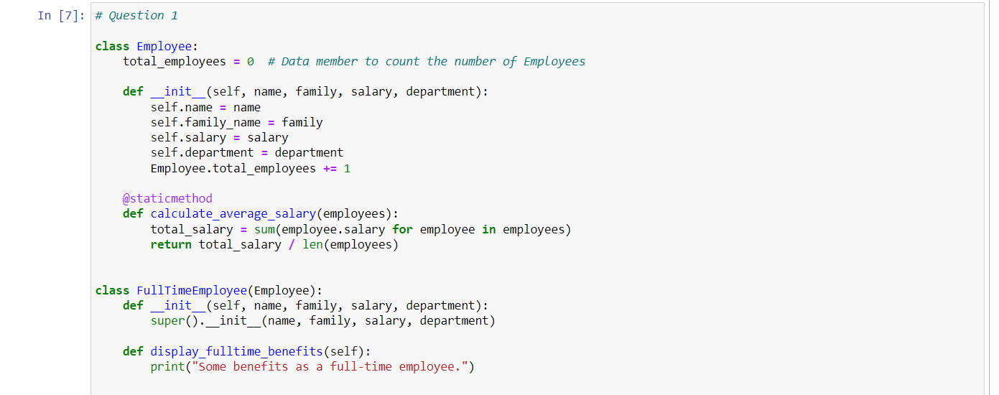 In [7]: # Question 1
class Employee:
    total_employees = 0  # Data member to count the number of Employees
    def __init__(self, name, family, salary, department):
        self.name = name
        self.family_name = family
        self.salary = salary
        self.department = department
        Employee.total_employees += 1
    @staticmethod
    def calculate_average_salary(employees):
        total_salary = sum(employee.salary for employee in employees)
        return total_salary / len(employees)
class FullTimeEmployee(Employee):
    def __init__(self, name, family, salary, department):
        super().__init__(name, family, salary, department)
    def display_fulltime_benefits(self):
        print("Some benefits as a full-time employee.")